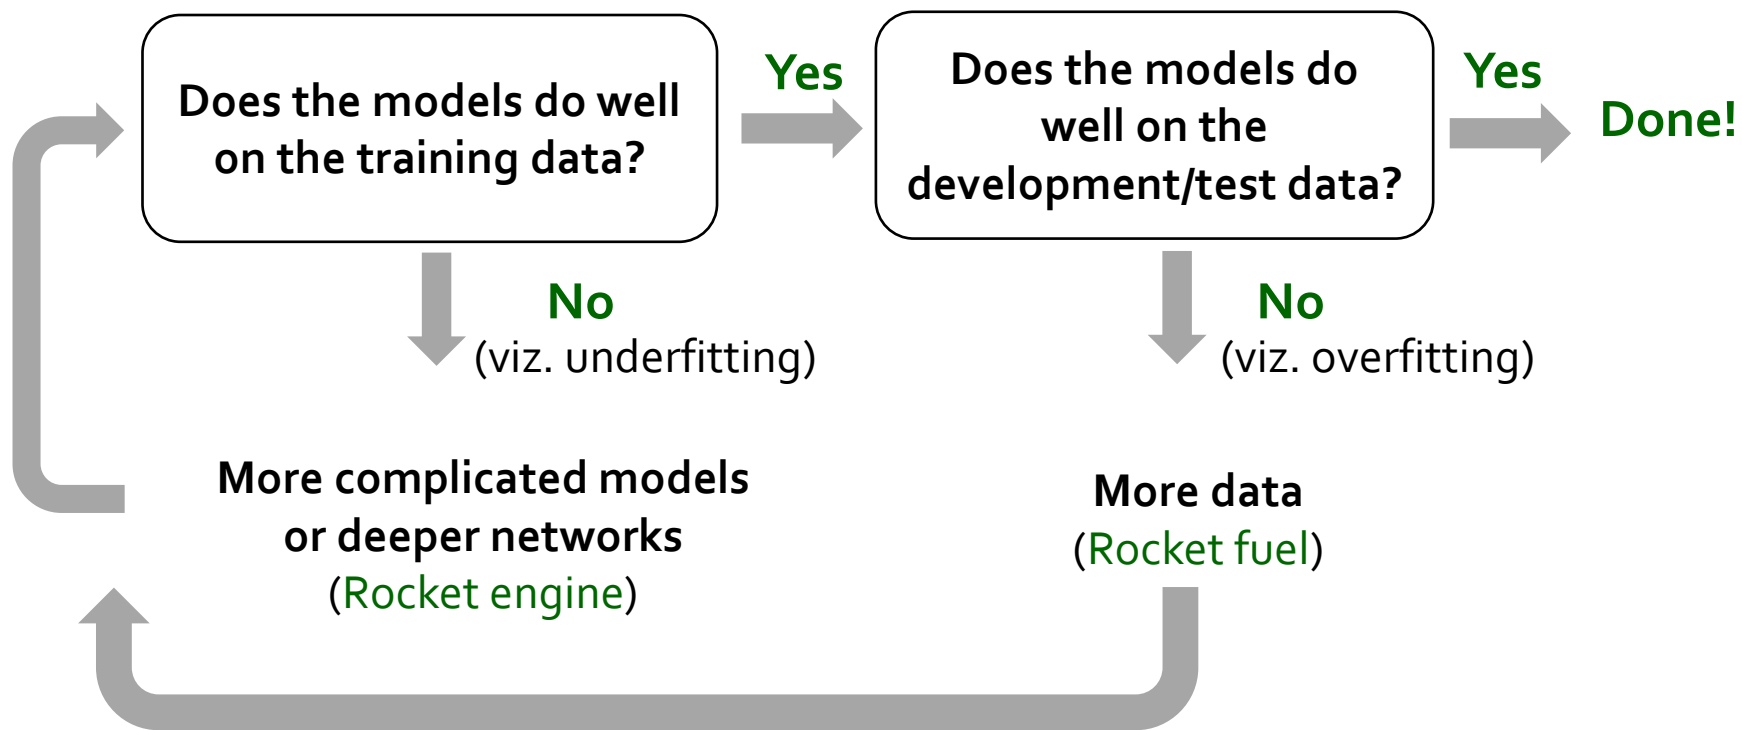 Does the models do well
on the training data?
Yes
Does the models do
well on the
development/test data?
Yes
Done!
No
(viz. underfitting)
No
(viz. overfitting)
More complicated models
or deeper networks
(Rocket engine)
More data
(Rocket fuel)